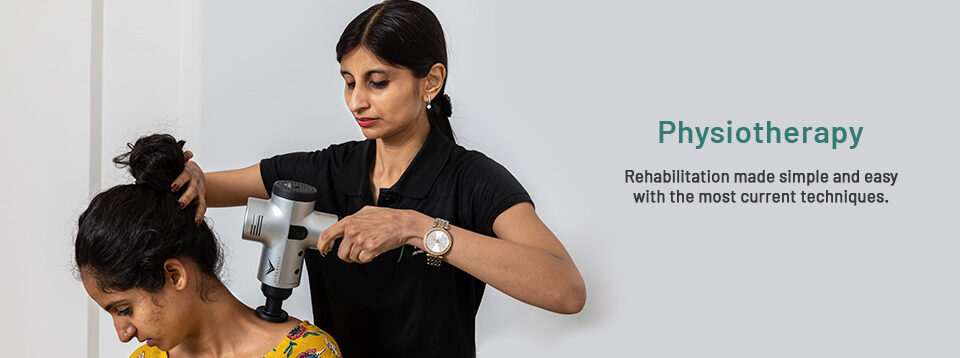 Physiotherapy
Rehabilitation made simple and easy
with the most current techniques.